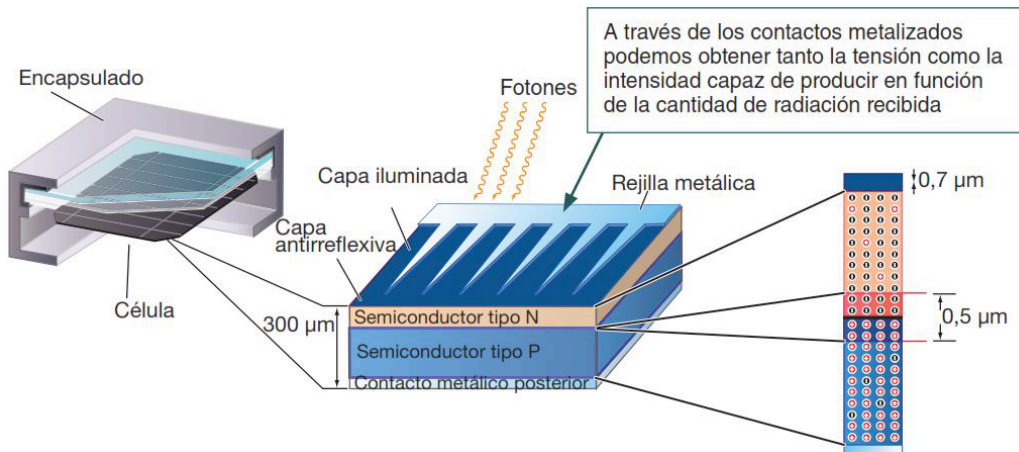 A través de los contactos metalizados
podemos obtener tanto la tensión como la
intensidad capaz de producir en función
de la cantidad de radiación recibida
Encapsulado
Fotones
Capa iluminada
Rejilla metálica
0,7 µm
Capa
antirreflexiva
Célula
300 µm
Semiconductor tipo N
0,5 µm
Semiconductor tipo P
Contacto metálico posterior